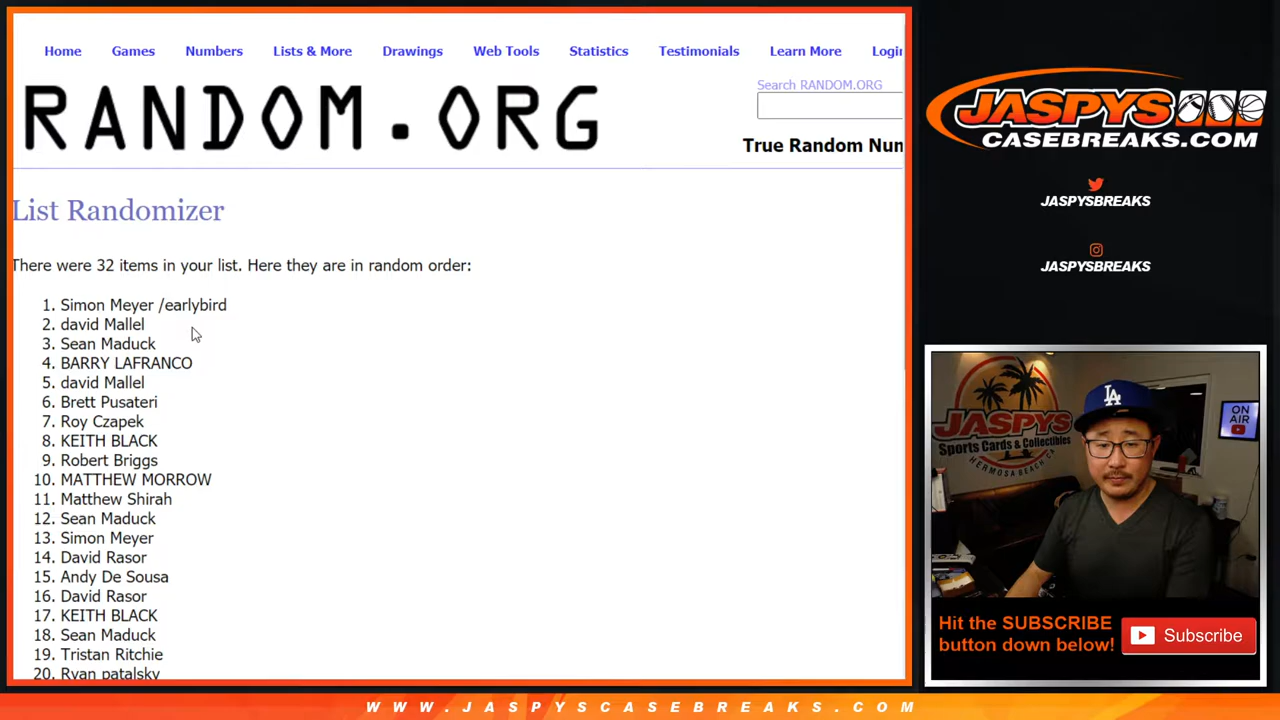 Home Games Numbers Lists & More Drawings Web Tools Statistics Testimonials Learn More Login
Search RANDOM.ORG
RANDOM.ORG
True Random Num
List Randomizer
There were 32 items in your list. Here they are in random order:
1. Simon Meyer /earlybird
2. david Mallel
3. Sean Maduck
4. BARRY LAFRANCO
5. david Mallel
6. Brett Pusateri
7. Roy Czapek
8. KEITH BLACK
9. Robert Briggs
10. MATTHEW MORROW
11. Matthew Shirah
12. Sean Maduck
13. Simon Meyer
14. David Rasor
15. Andy De Sousa
16. David Rasor
17. KEITH BLACK
18. Sean Maduck
19. Tristan Ritchie
20. Ryan patalsky
JASPYS
CASEBREAKS.COM
JASPYSBREAKS
JASPYSBREAKS
JASPYS
Sports Cards & Collectibles
HERMOSA BEACH, CA
LA
ON
AIR
Hit the SUBSCRIBE
button down below!
Subscribe
WWW.JASPYSCASEBREAKS.COM